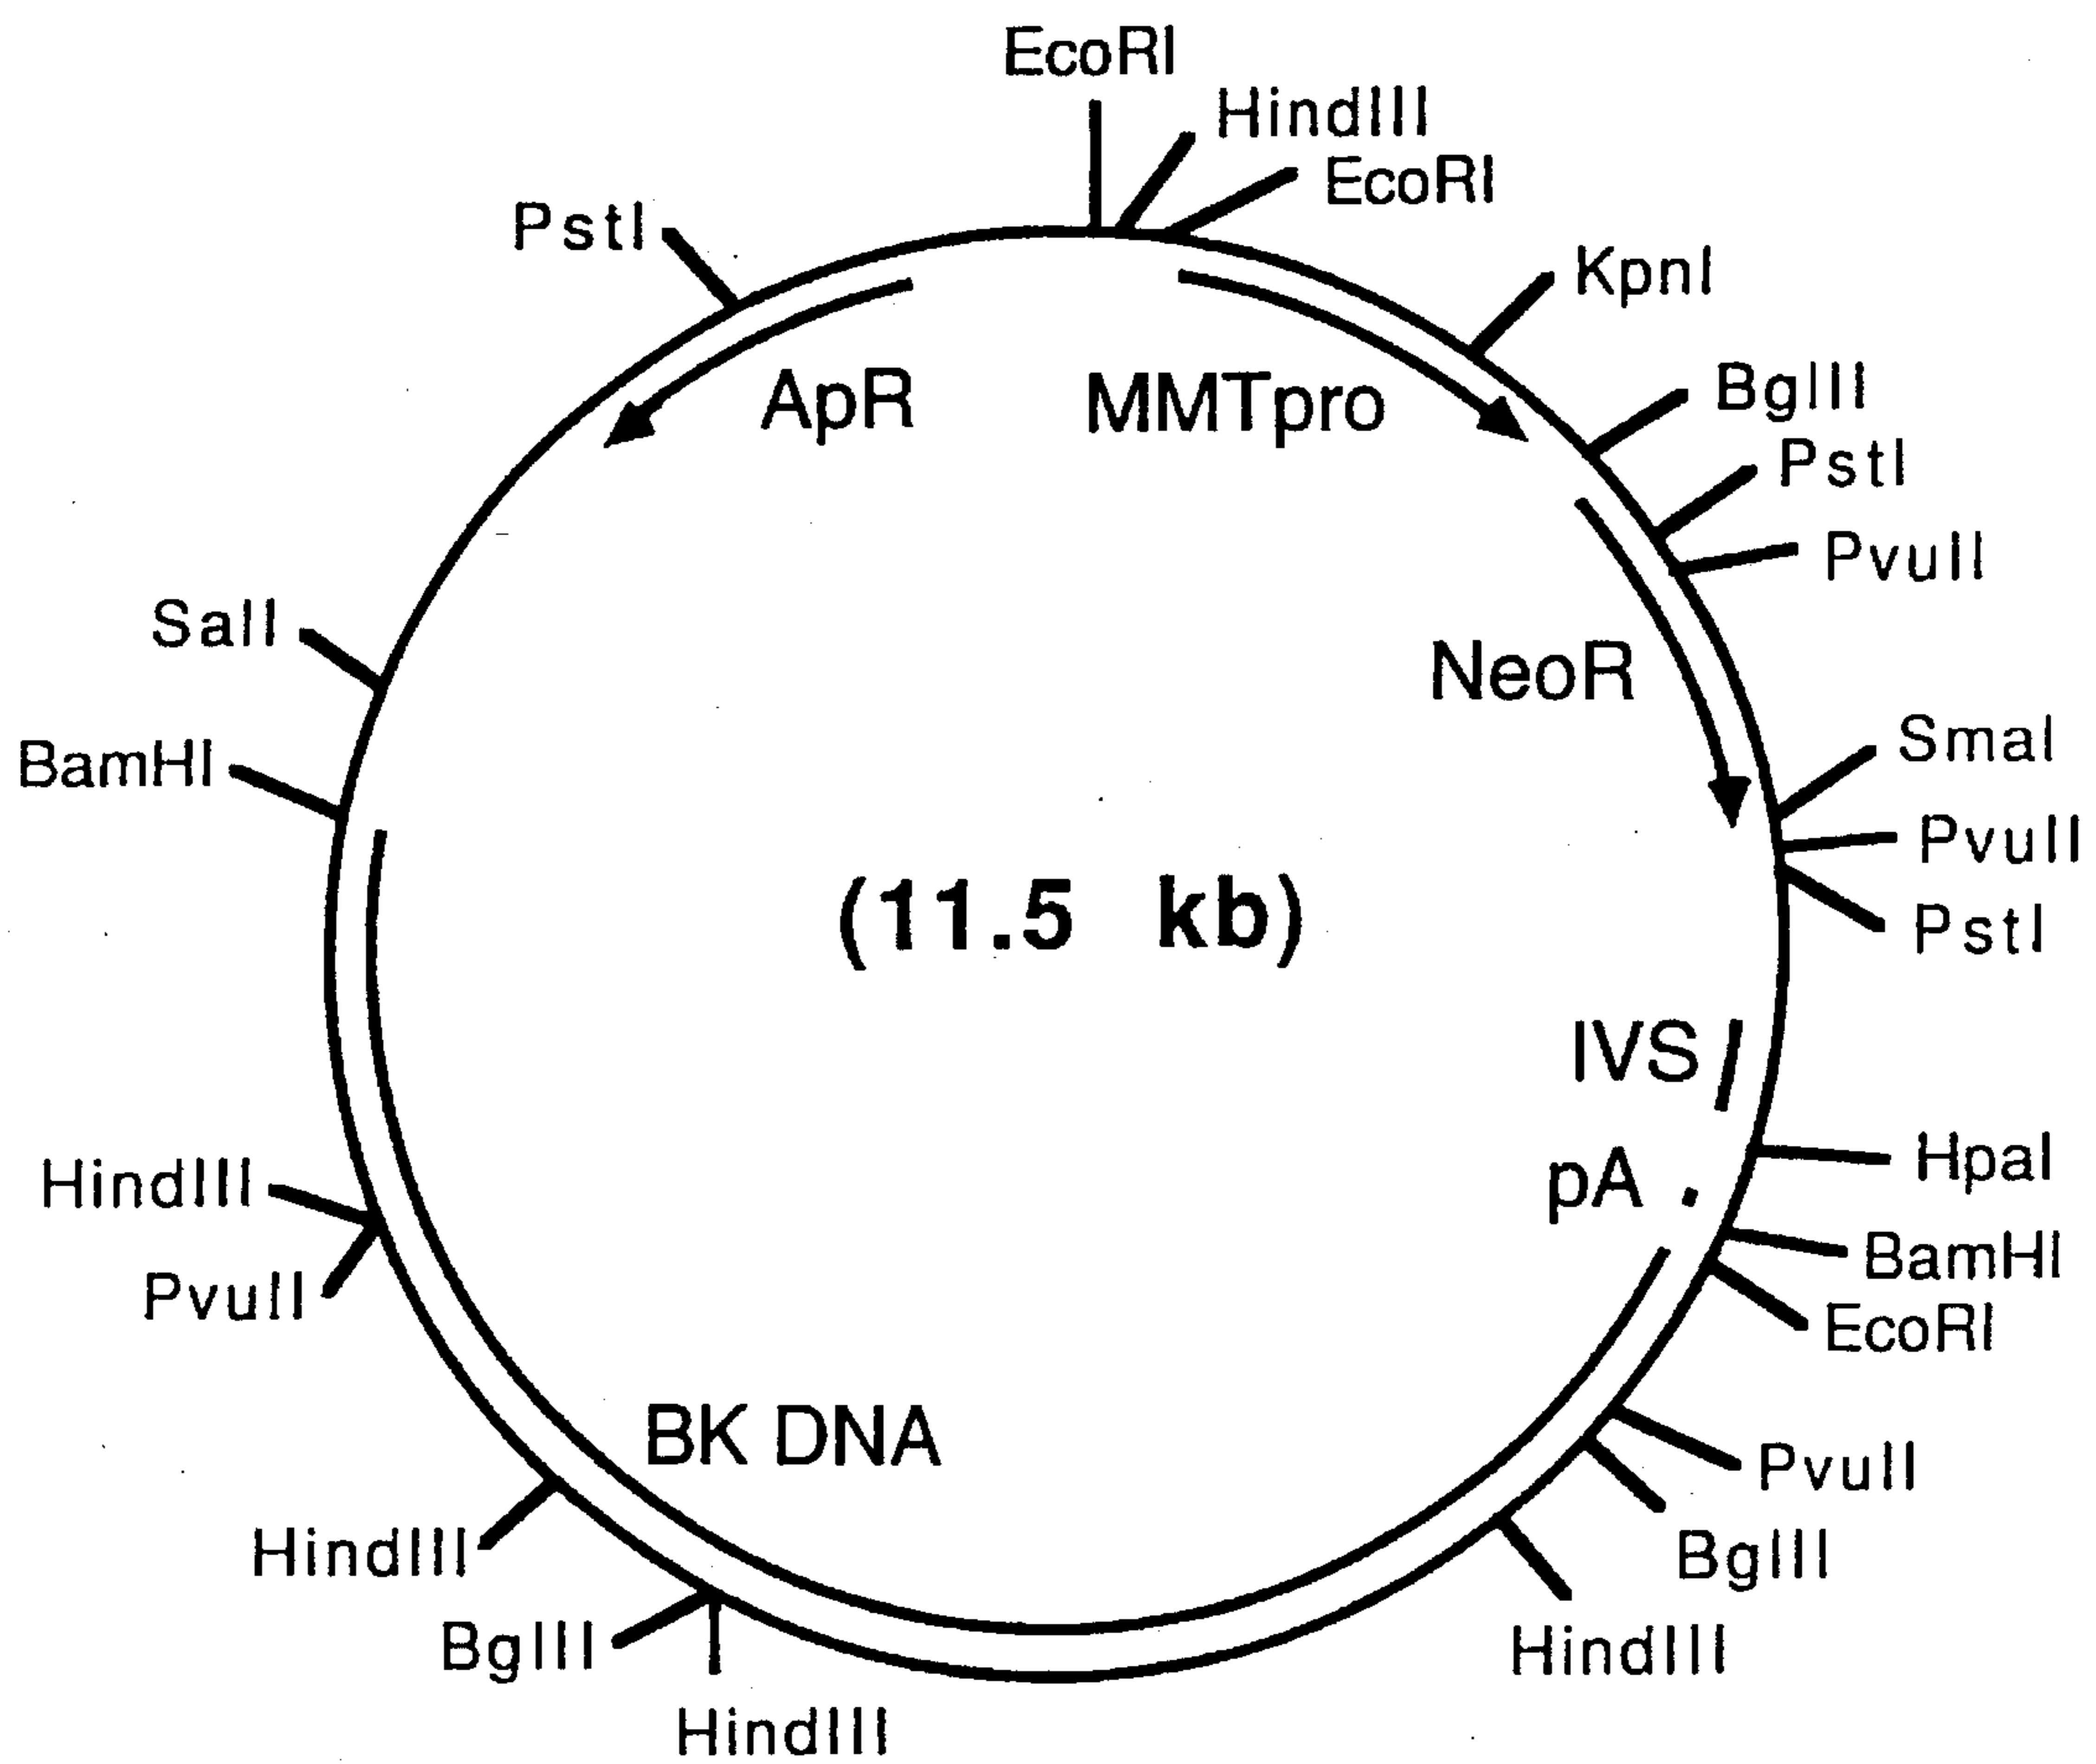 EcoRI
HindIII
EcoRI
PstI
KpnI
BglII
ApR
MMTpro
PstI
PvuII
SalI
NeoR
SmaI
BamHI
PvuII
(11.5 kb)
PstI
IVS
HpaI
HindIII
pA
BamHI
PvuII
EcoRI
BK DNA
PvuII
HindIII
BglII
BglII
HindIII
HindIII